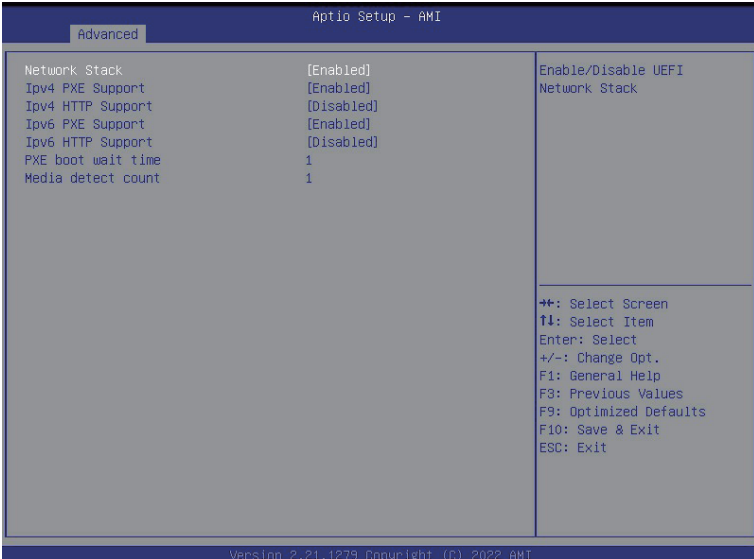 Aptio Setup – AMI
Advanced
Network Stack [Enabled]
Ipv4 PXE Support [Enabled]
Ipv4 HTTP Support [Disabled]
Ipv6 PXE Support [Enabled]
Ipv6 HTTP Support [Disabled]
PXE boot wait time 1
Media detect count 1
Enable/Disable UEFI
Network Stack
→←: Select Screen
↑↓: Select Item
Enter: Select
+/-: Change Opt.
F1: General Help
F3: Previous Values
F9: Optimized Defaults
F10: Save & Exit
ESC: Exit
Version 2.21.1279 Copyright (C) 2022 AMI